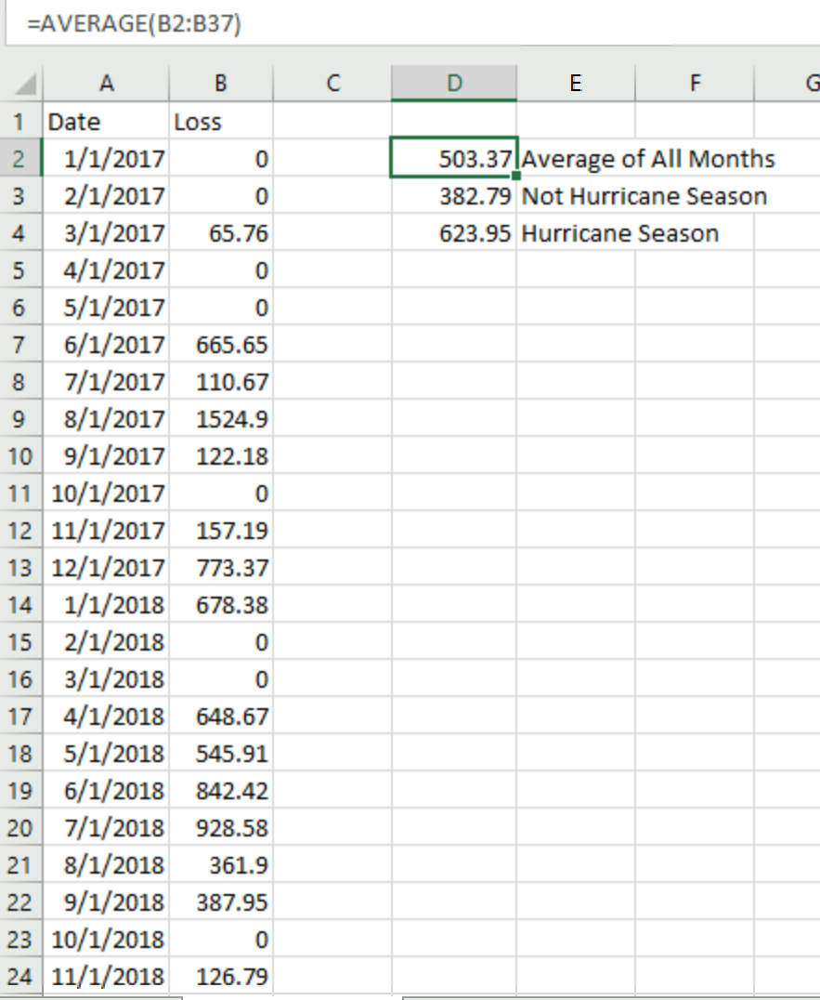 =AVERAGE(B2:B37)
A B C D E F G
1 Date Loss
2 1/1/2017 0 503.37 Average of All Months
3 2/1/2017 0 382.79 Not Hurricane Season
4 3/1/2017 65.76 623.95 Hurricane Season
5 4/1/2017 0
6 5/1/2017 0
7 6/1/2017 665.65
8 7/1/2017 110.67
9 8/1/2017 1524.9
10 9/1/2017 122.18
11 10/1/2017 0
12 11/1/2017 157.19
13 12/1/2017 773.37
14 1/1/2018 678.38
15 2/1/2018 0
16 3/1/2018 0
17 4/1/2018 648.67
18 5/1/2018 545.91
19 6/1/2018 842.42
20 7/1/2018 928.58
21 8/1/2018 361.9
22 9/1/2018 387.95
23 10/1/2018 0
24 11/1/2018 126.79